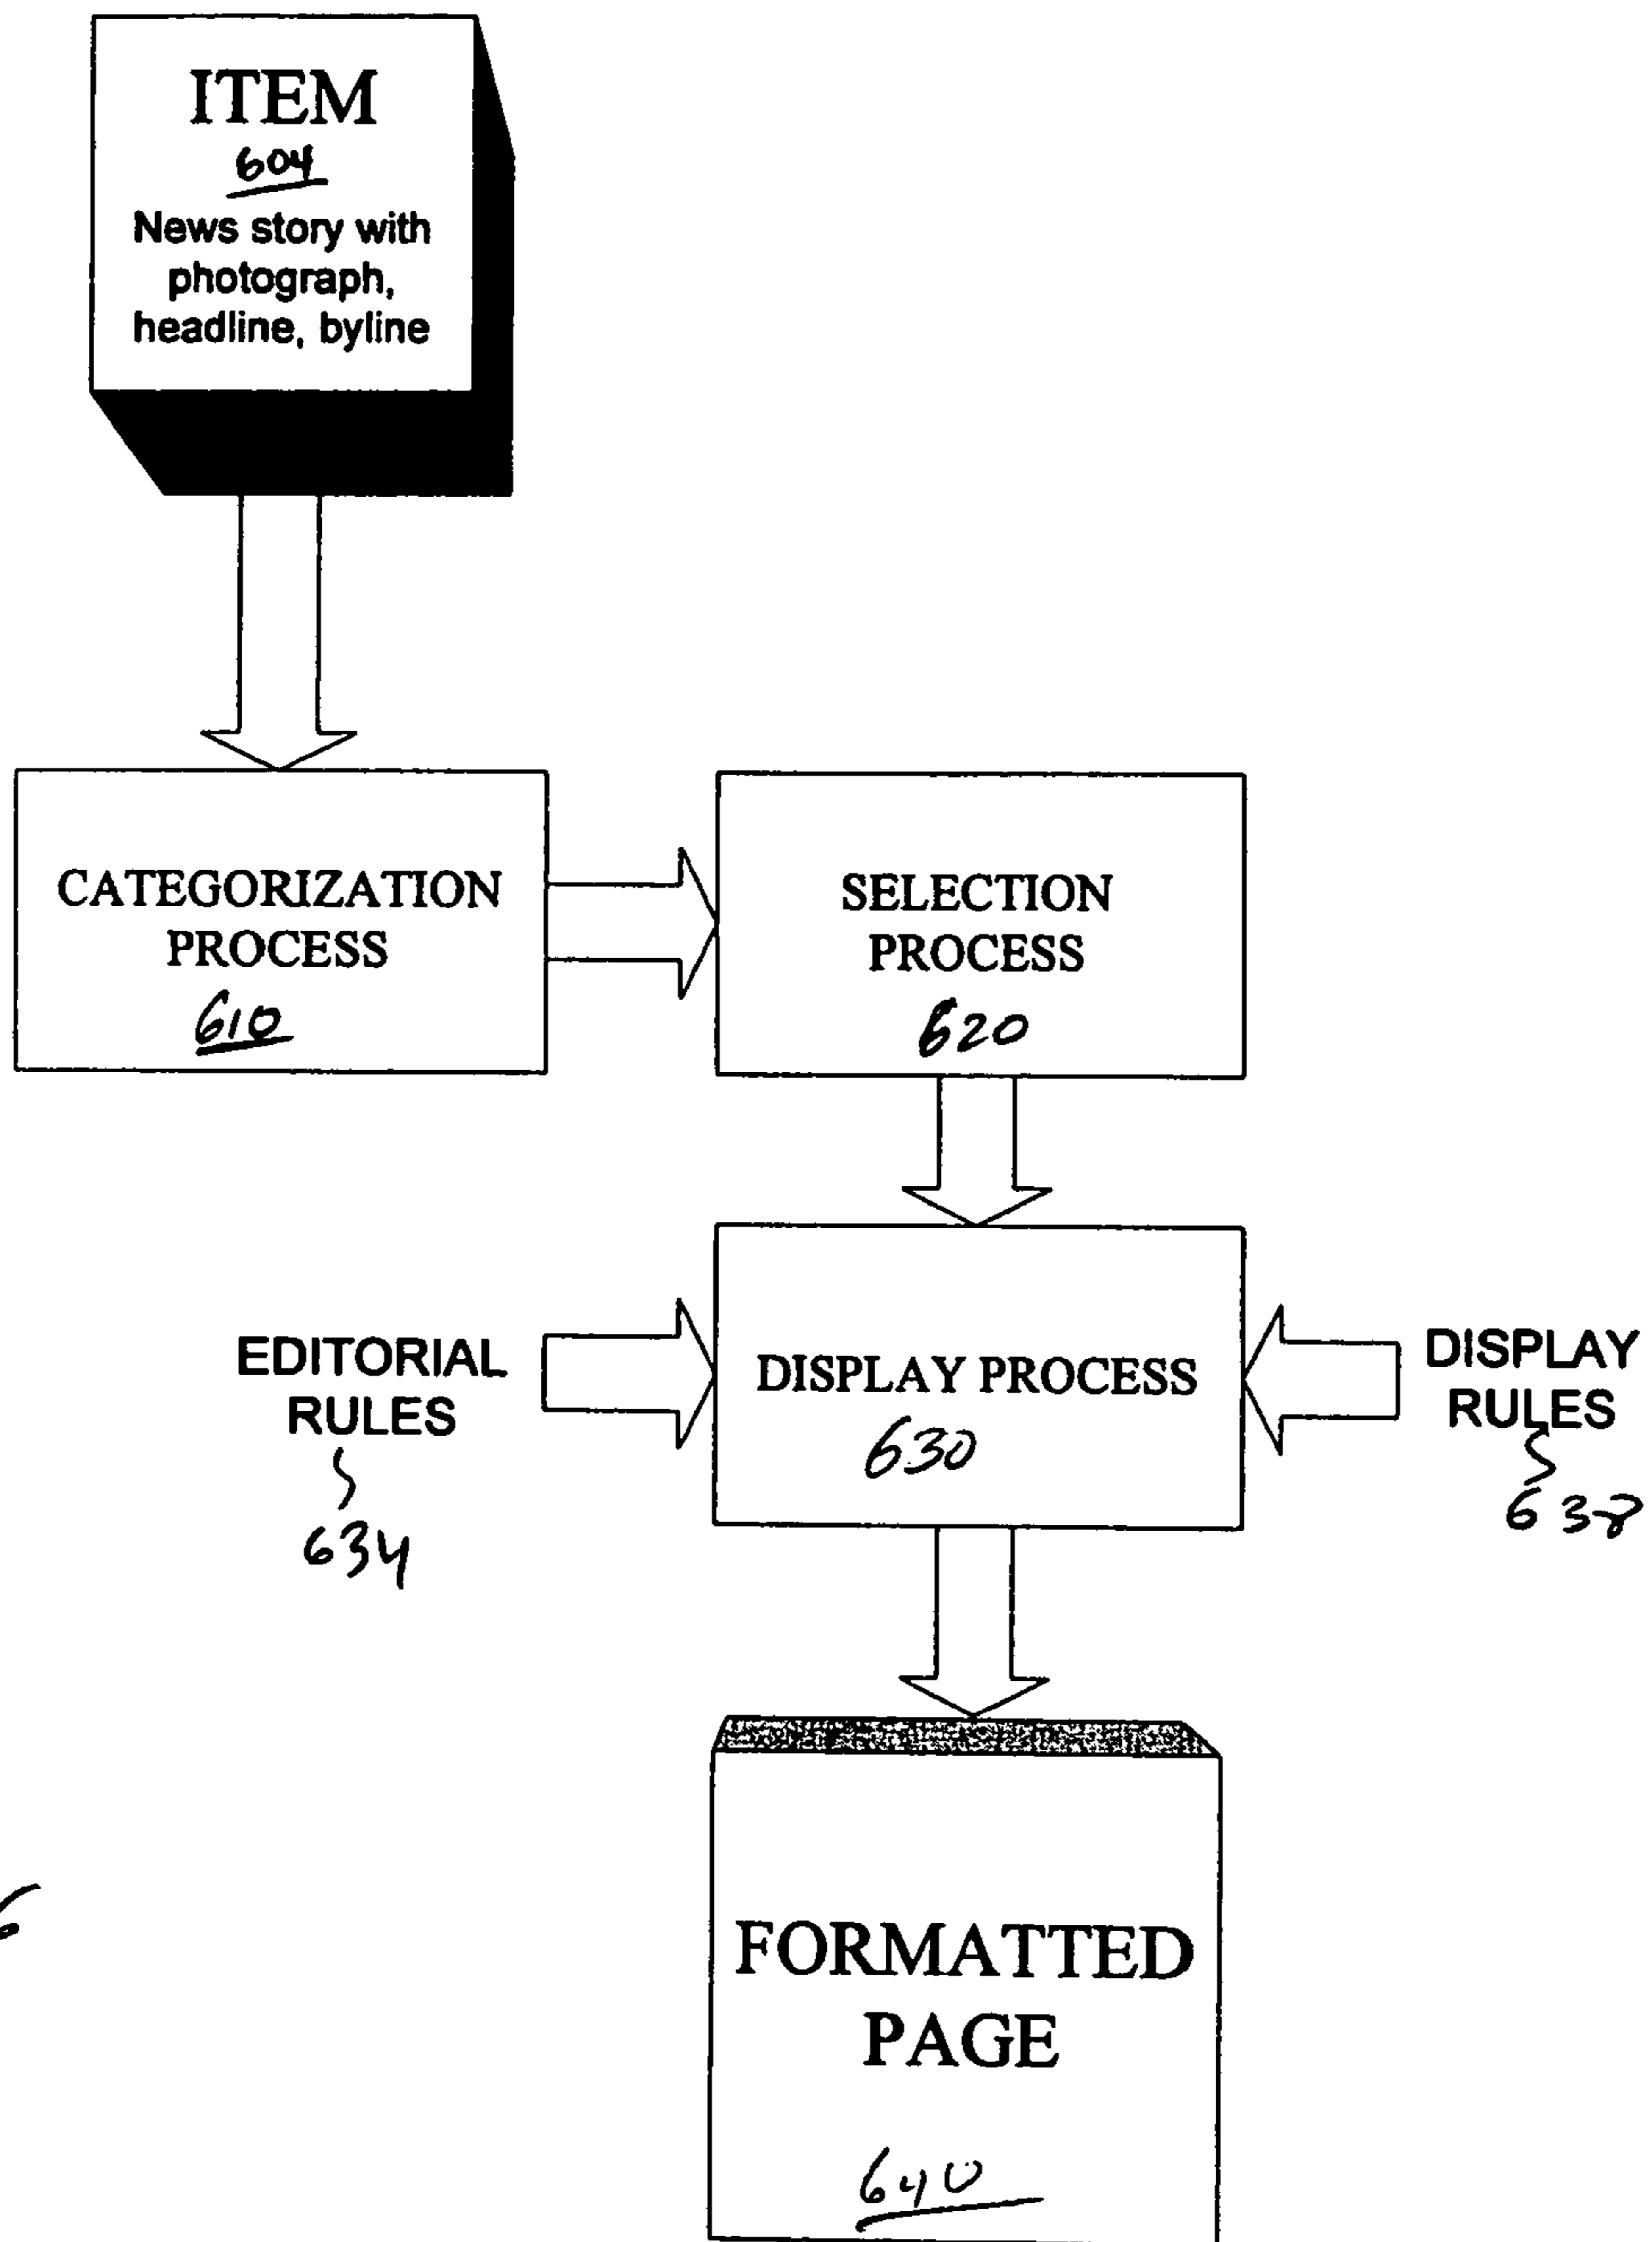 ITEM
604
News story with
photograph,
headline, byline
CATEGORIZATION
PROCESS
610
SELECTION
PROCESS
620
EDITORIAL
RULES
634
DISPLAY PROCESS
630
DISPLAY
RULES
638
FORMATTED
PAGE
640